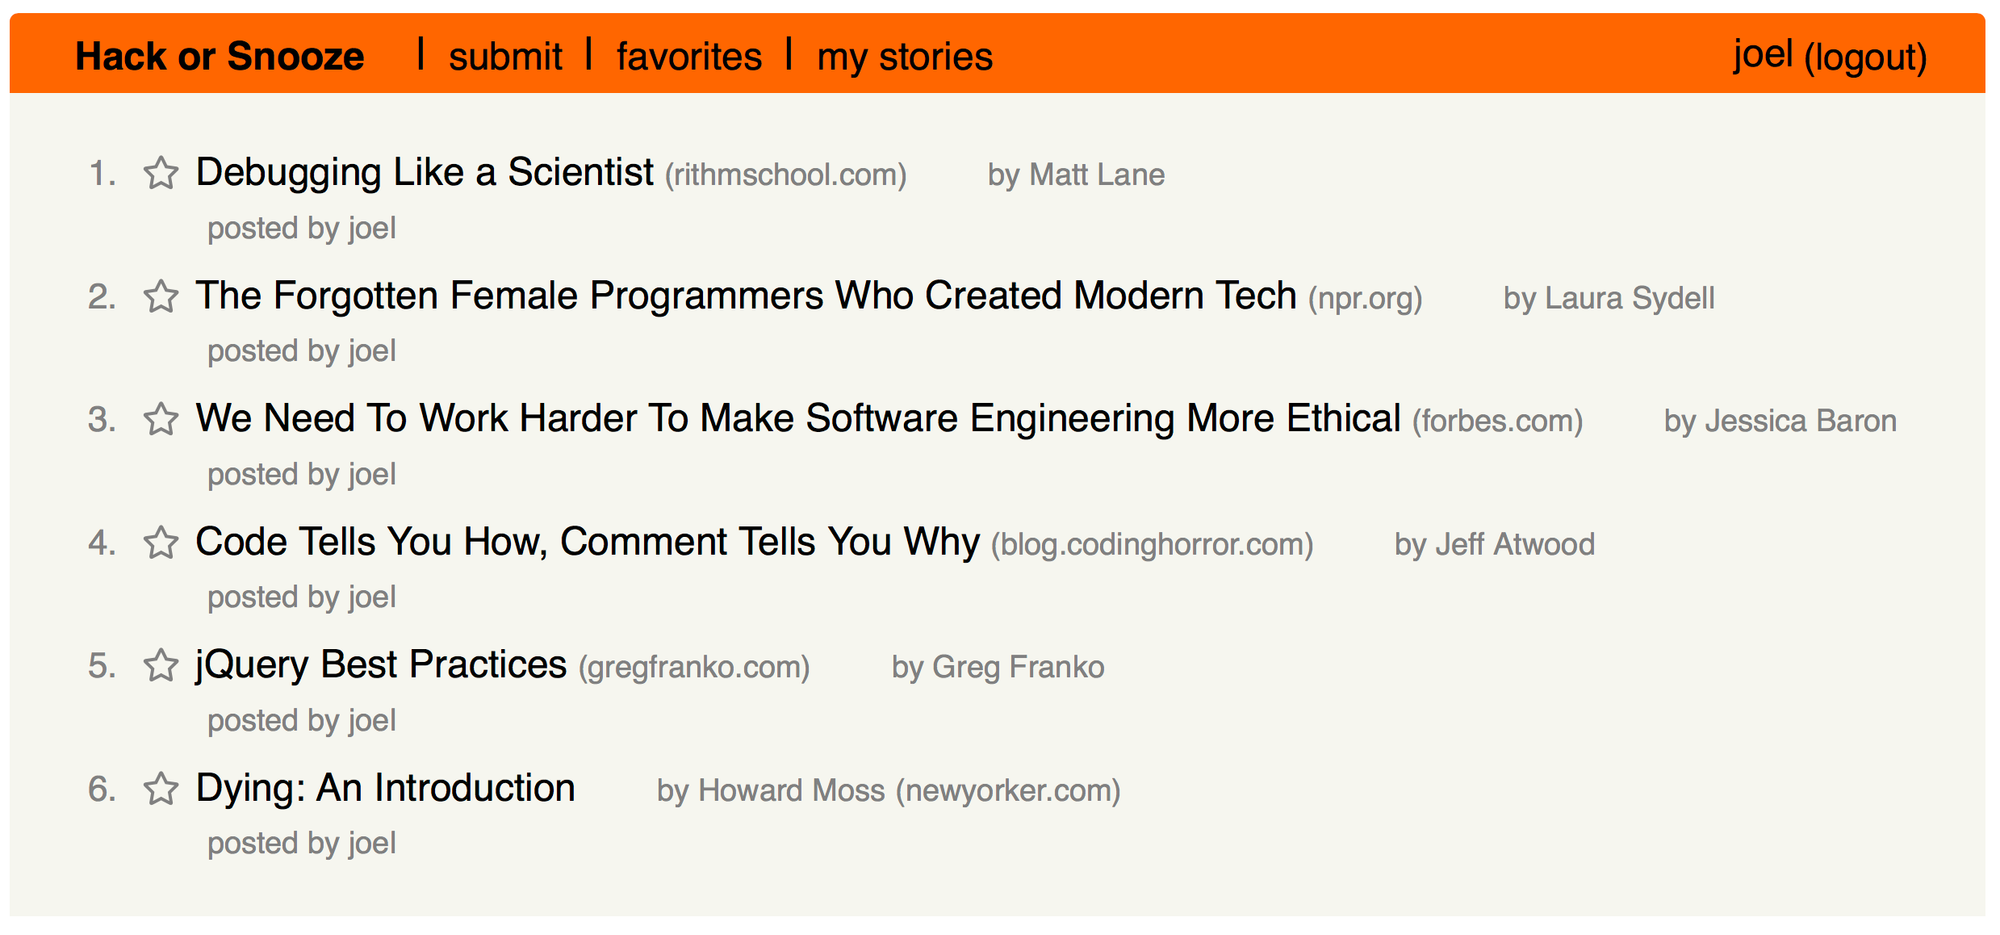 Hack or Snooze | submit | favorites | my stories joel (logout)
1. Debugging Like a Scientist (rithmschool.com) by Matt Lane
posted by joel
2. The Forgotten Female Programmers Who Created Modern Tech (npr.org) by Laura Sydell
posted by joel
3. We Need To Work Harder To Make Software Engineering More Ethical (forbes.com) by Jessica Baron
posted by joel
4. Code Tells You How, Comment Tells You Why (blog.codinghorror.com) by Jeff Atwood
posted by joel
5. jQuery Best Practices (gregfranko.com) by Greg Franko
posted by joel
6. Dying: An Introduction by Howard Moss (newyorker.com)
posted by joel